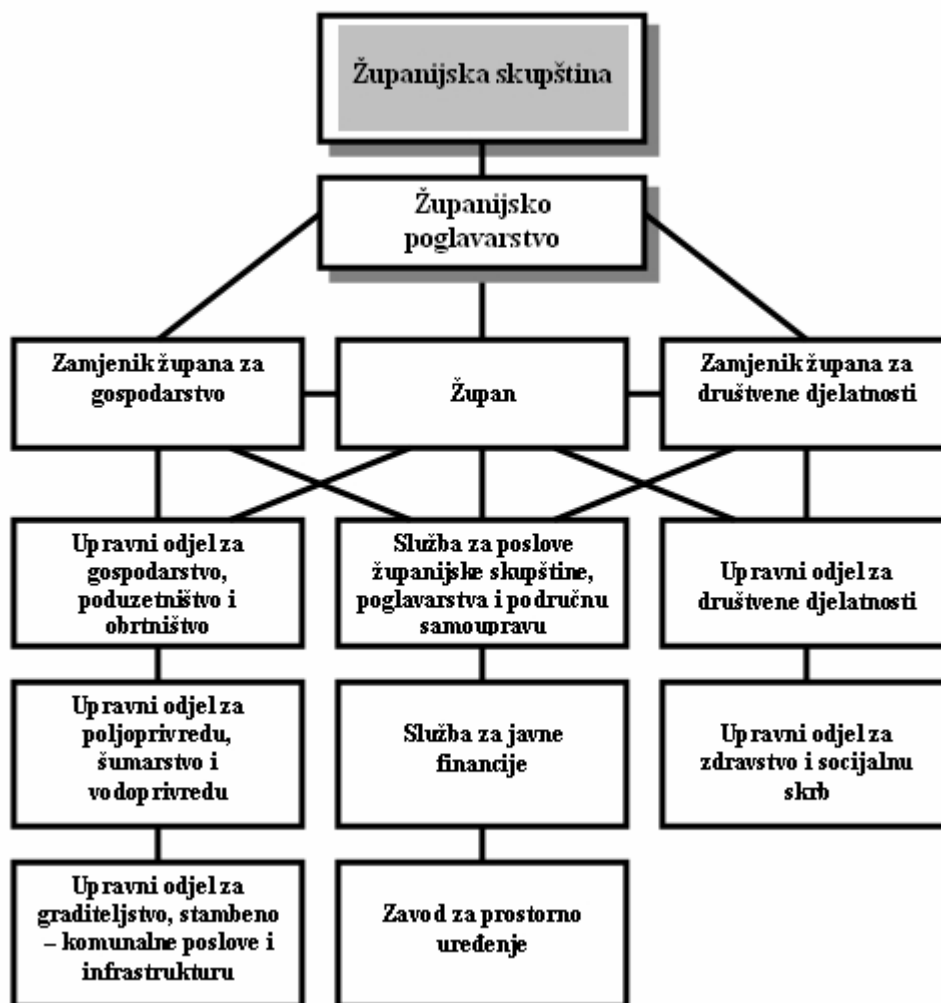 Županijska skupština
Županijsko
poglavarstvo
Zamjenik župana za
gospodarstvo
Župan
Zamjenik župana za
društvene djelatnosti
Upravni odjel za
gospodarstvo,
poduzetništvo i
obrtništvo
Služba za poslove
županijske skupštine,
poglavarstva i područnu
samoupravu
Upravni odjel za
društvene djelatnosti
Upravni odjel za
poljoprivredu,
šumarstvo i
vodoprivredu
Služba za javne
financije
Upravni odjel za
zdravstvo i socijalnu
skrb
Upravni odjel za
graditeljstvo, stambeno
– komunalne poslove i
infrastrukturu
Zavod za prostorno
uređenje